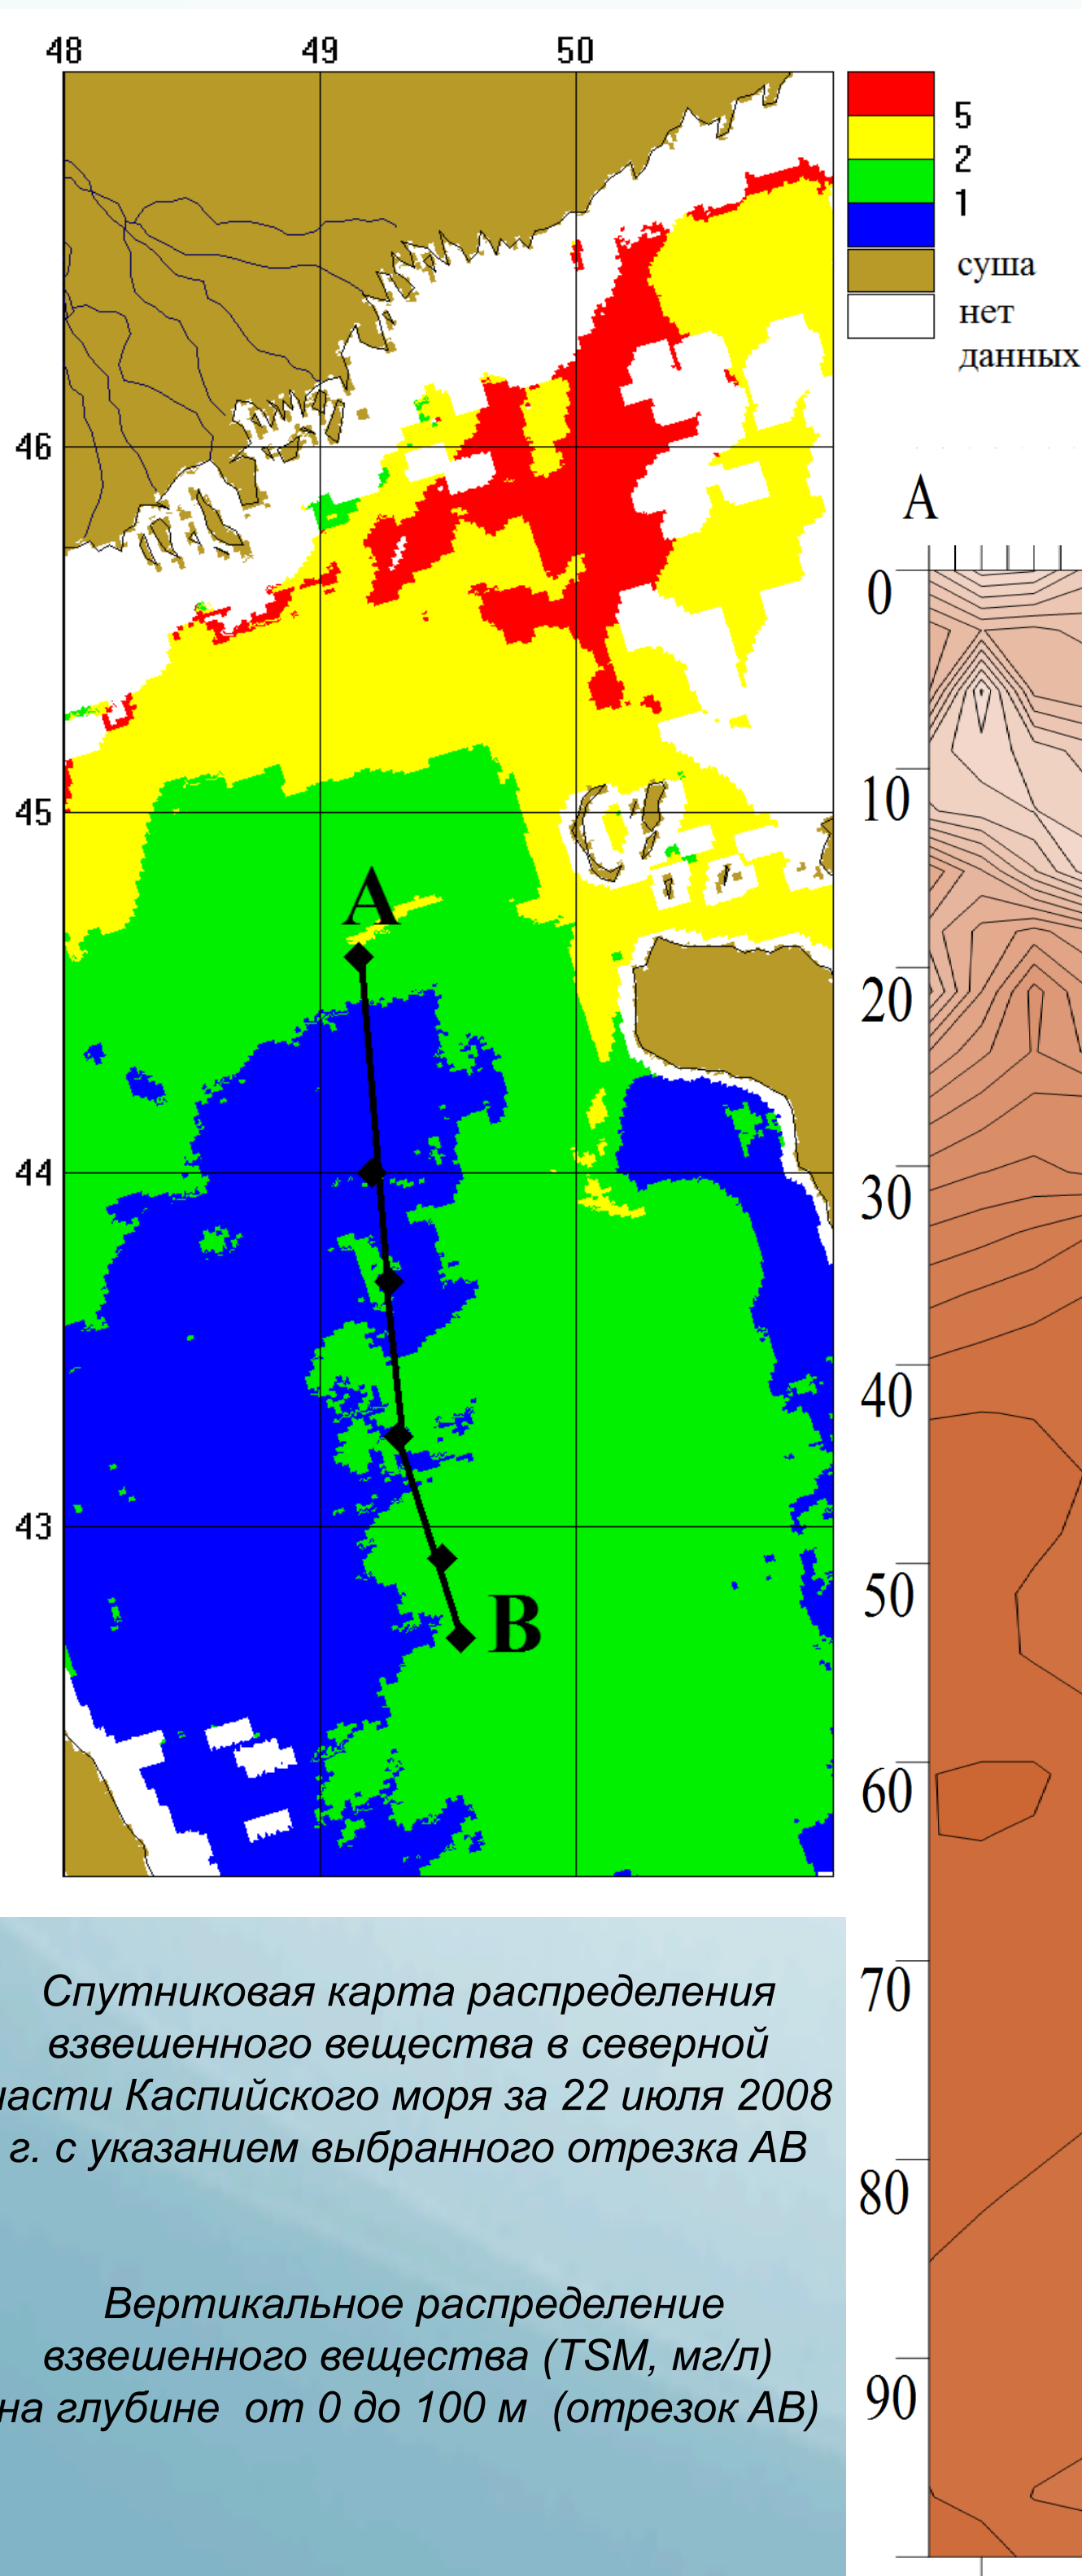 48 49 50
5
2
1
суша
нет
данных
46
45
44
43
A
B
A
0
10
20
30
40
50
60
70
80
90
Спутниковая карта распределения
взвешенного вещества в северной
части Каспийского моря за 22 июля 2008
г. с указанием выбранного отрезка АВ
Вертикальное распределение
взвешенного вещества (TSM, мг/л)
на глубине от 0 до 100 м (отрезок АВ)